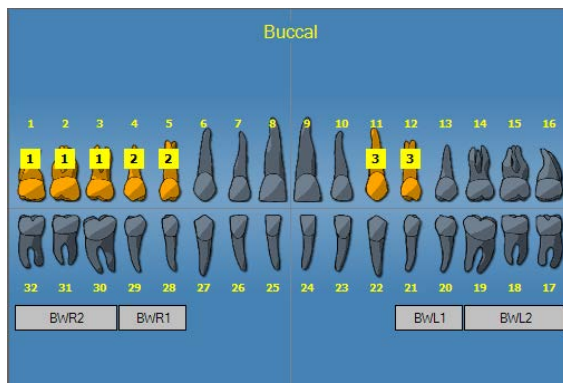 Buccal
1 2 3 4 5 6 7 8 9 10 11 12 13 14 15 16
1 1 1 2 2 3 3
32 31 30 29 28 27 26 25 24 23 22 21 20 19 18 17
BWR2 BWR1 BWL1 BWL2